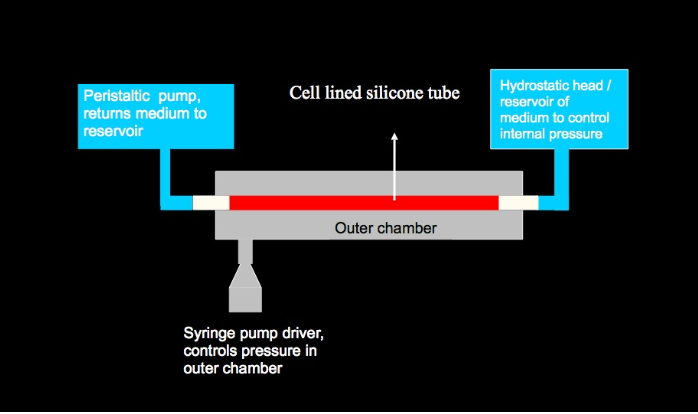 Peristaltic pump,
returns medium to
reservoir
Cell lined silicone tube
Hydrostatic head /
reservoir of
medium to control
internal pressure
Outer chamber
Syringe pump driver,
controls pressure in
outer chamber